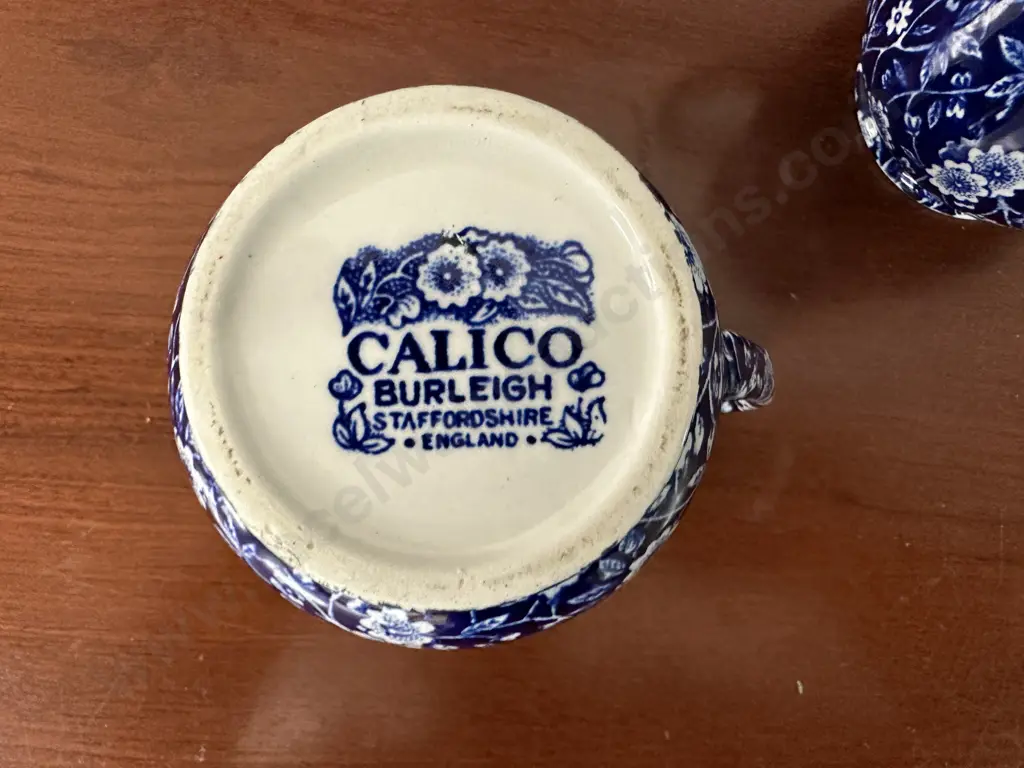 CALICO
BURLEIGH
STAFFORDSHIRE
• ENGLAND •